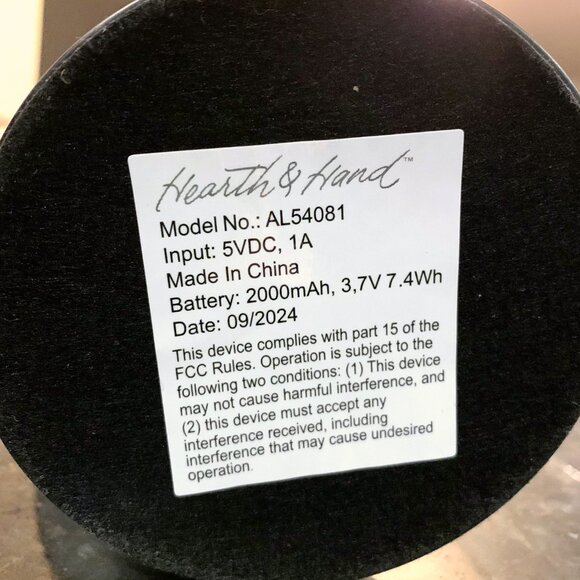 Hearth & Hand™
Model No.: AL54081
Input: 5VDC, 1A
Made In China
Battery: 2000mAh, 3,7V 7.4Wh
Date: 09/2024
This device complies with part 15 of the
FCC Rules. Operation is subject to the
following two conditions: (1) This device
may not cause harmful interference, and
(2) this device must accept any
interference received, including
interference that may cause undesired
operation.